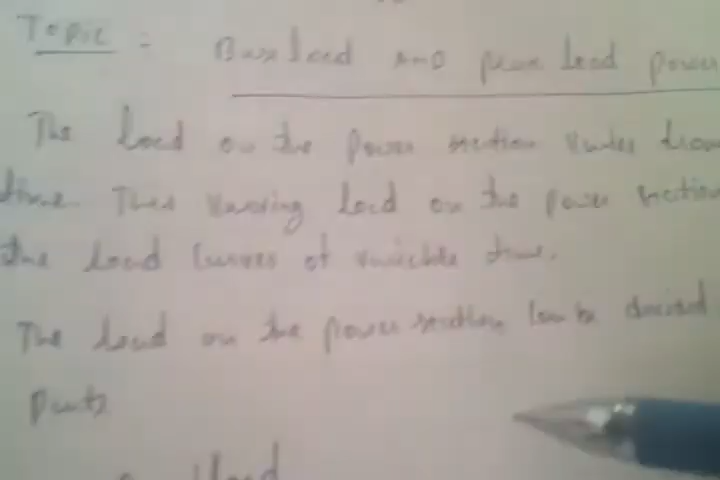 Topic : Base load and peak load power
The load on the power station varies from
time. This varying load on the power station
the load curves of variable time.
The load on the power station can be divided
parts
load